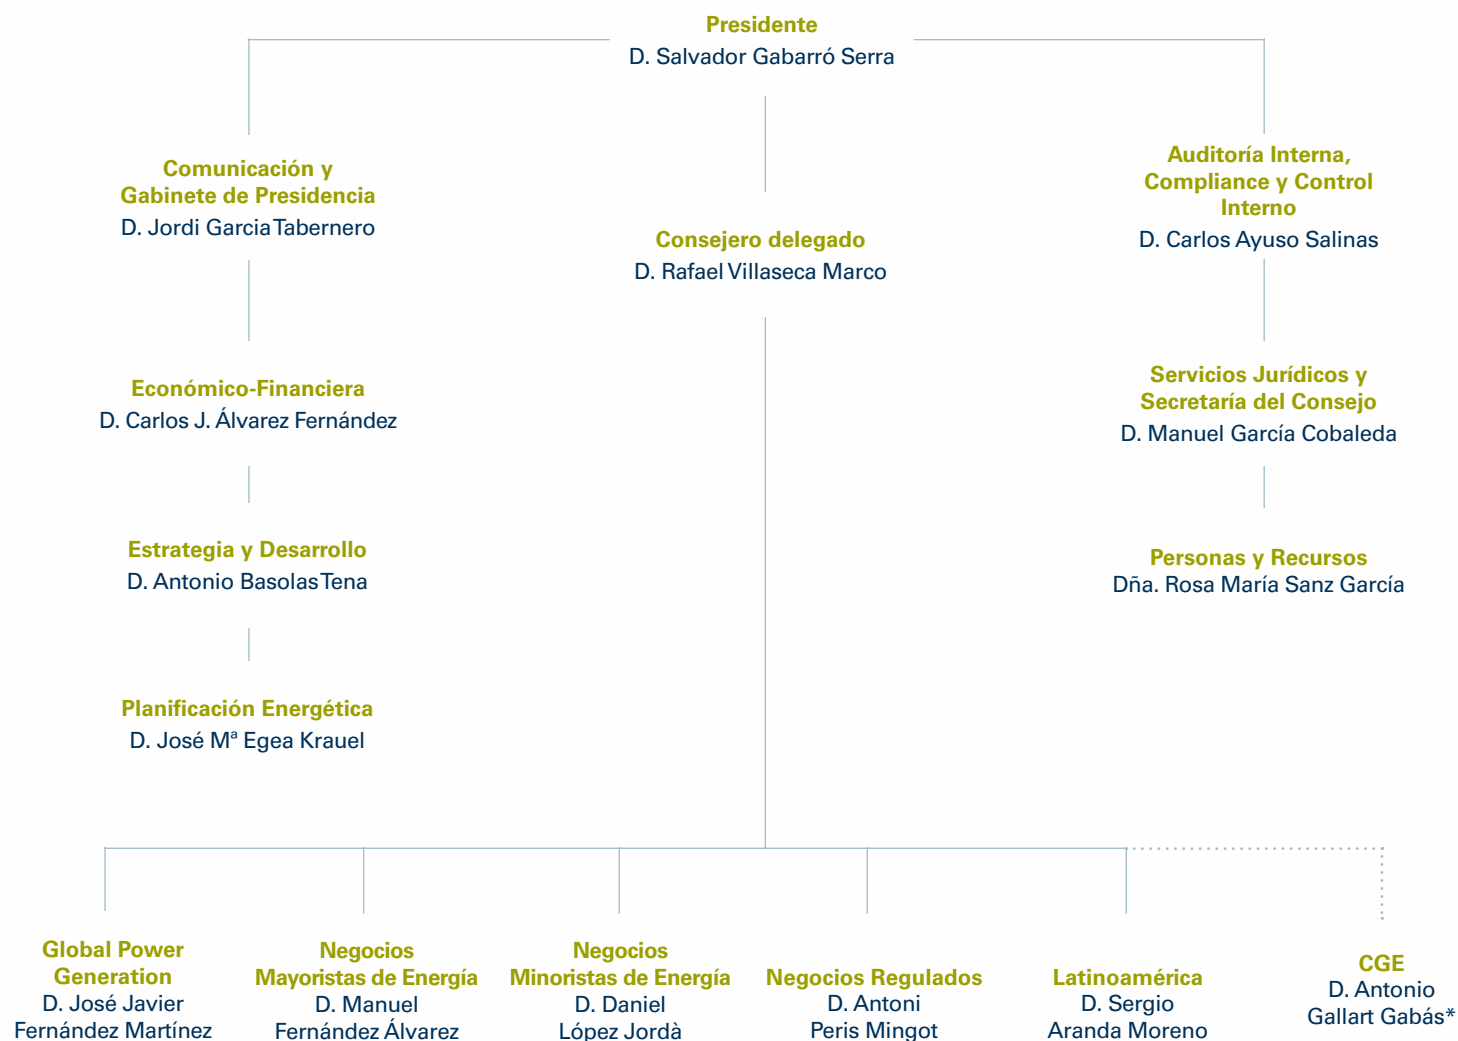 Presidente
D. Salvador Gabarró Serra
Comunicación y
Gabinete de Presidencia
D. Jordi Garcia Tabernero
Económico-Financiera
D. Carlos J. Álvarez Fernández
Estrategia y Desarrollo
D. Antonio Basolas Tena
Planificación Energética
D. José Mª Egea Krauel
Consejero delegado
D. Rafael Villaseca Marco
Auditoría Interna,
Compliance y Control
Interno
D. Carlos Ayuso Salinas
Servicios Jurídicos y
Secretaría del Consejo
D. Manuel García Cobaleda
Personas y Recursos
Dña. Rosa María Sanz García
Global Power
Generation
D. José Javier
Fernández Martínez
Negocios
Mayoristas de Energía
D. Manuel
Fernández Álvarez
Negocios
Minoristas de Energía
D. Daniel
López Jordà
Negocios Regulados
D. Antoni
Peris Mingot
Latinoamérica
D. Sergio
Aranda Moreno
CGE
D. Antonio
Gallart Gabás*